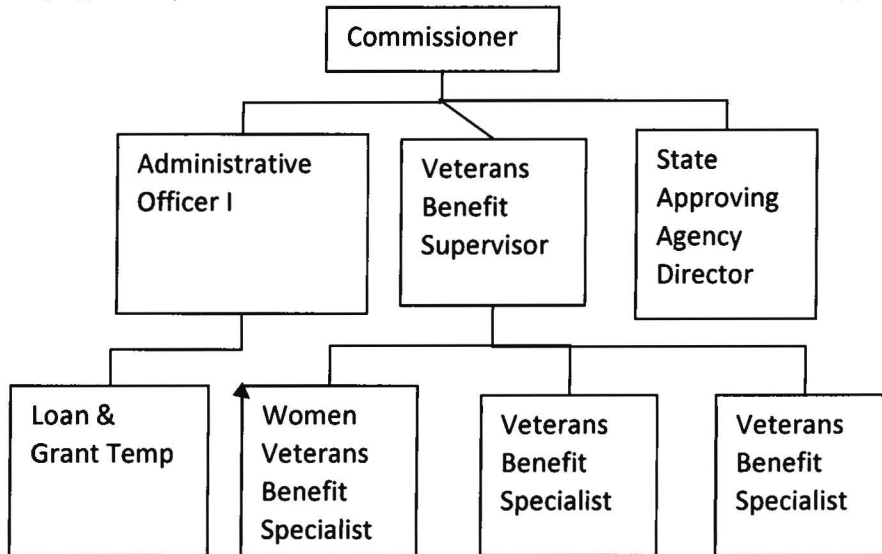 Commissioner
Administrative
Officer I
Veterans
Benefit
Supervisor
State
Approving
Agency
Director
Loan &
Grant Temp
Women
Veterans
Benefit
Specialist
Veterans
Benefit
Specialist
Veterans
Benefit
Specialist